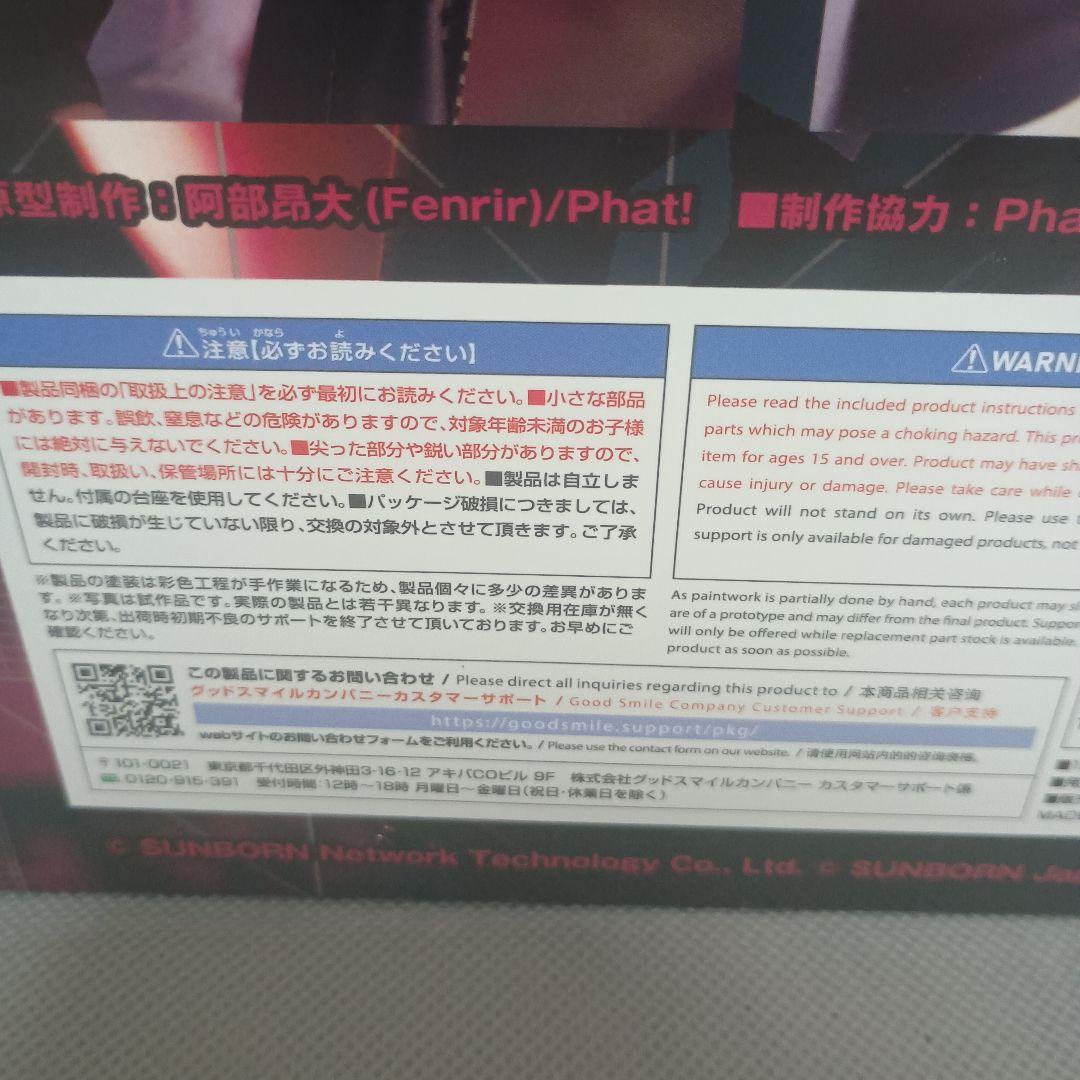 型制作：阿部昂大 (Fenrir)/Phat! ■制作協力：Pha
⚠注意【必ずお読みください】
ちゅうい かなら よ
■製品同梱の「取扱上の注意」を必ず最初にお読みください。■小さな部品
があります。誤飲、窒息などの危険がありますので、対象年齢未満のお子様
には絶対に与えないでください。■尖った部分や鋭い部分がありますので、
開封時、取扱い、保管場所には十分にご注意ください。■製品は自立しま
せん。付属の台座を使用してください。■パッケージ破損につきましては、
製品に破損が生じていない限り、交換の対象外とさせて頂きます。ご了承
ください。
※製品の塗装は彩色工程が手作業になるため、製品個々に多少の差異がありま
す。※写真は試作品です。実際の製品とは若干異なります。※交換用在庫が無く
なり次第、出荷時初期不良のサポートを終了させて頂いております。お早めにご
確認ください。
⚠WARN
Please read the included product instructions
parts which may pose a choking hazard. This
item for ages 15 and over. Product may have
cause injury or damage. Please take care while
Product will not stand on its own. Please use
support is only available for damaged products, not
As paintwork is partially done by hand, each product may
are of a prototype and may differ from the final product.
will only be offered while replacement part stock is available.
product as soon as possible.
この製品に関するお問い合わせ / Please direct all inquiries regarding this product to / 本商品相关咨询
グッドスマイルカンパニーカスタマーサポート / Good Smile Company Customer Support / 客户支持
https://goodsmile.support/pkg/
webサイトのお問い合わせフォームをご利用ください。/ Please use the contact form on our website. / 请使用网站内的
〒101-0021 東京都千代田区外神田3-16-12 アキバCOビル 9F 株式会社グッドスマイルカンパニー カスタマーサポート
0120-915-391 受付時間：12時～18時 月曜日～金曜日(祝日・休業日を除く)
© SUNBORN Network Technology Co., Ltd. © SUNBORN